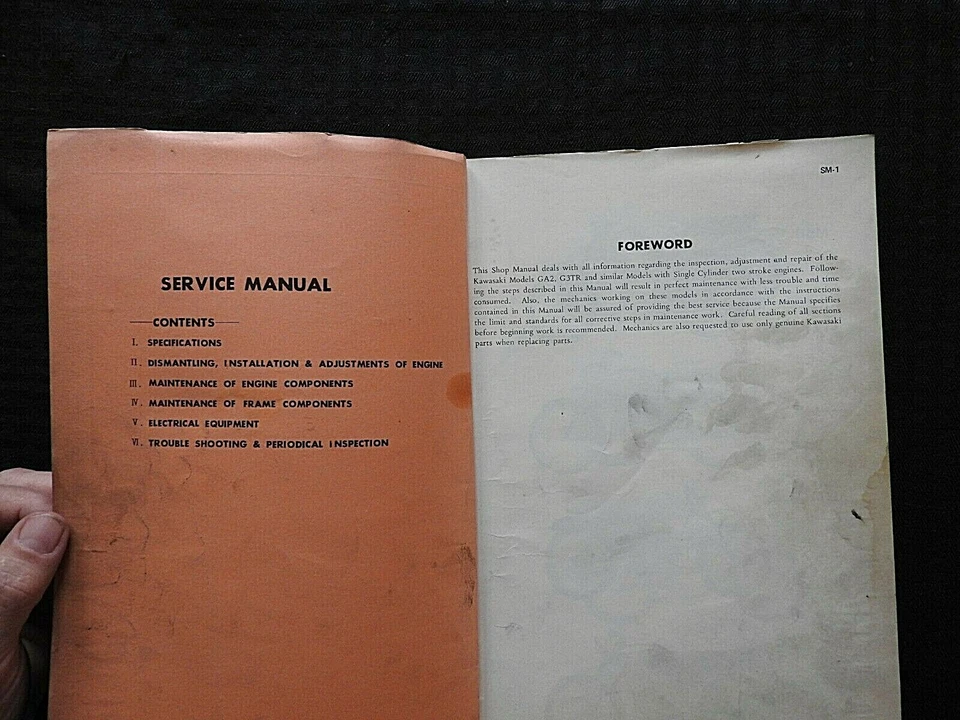 SERVICE MANUAL
CONTENTS
I. SPECIFICATIONS
II. DISMANTLING, INSTALLATION & ADJUSTMENTS OF ENGINE
III. MAINTENANCE OF ENGINE COMPONENTS
IV. MAINTENANCE OF FRAME COMPONENTS
V. ELECTRICAL EQUIPMENT
VI. TROUBLE SHOOTING & PERIODICAL INSPECTION
SM-1
FOREWORD
This Shop Manual deals with all information regarding the inspection, adjustment and repair of the
Kawasaki Models GA2, G3TR and similar Models with Single Cylinder two stroke engines. Follow-
ing the steps described in this Manual will result in perfect maintenance with less trouble and time
consumed. Also, the mechanics working on these models in accordance with the instructions
contained in this Manual will be assured of providing the best service because the Manual specifies
the limit and standards for all corrective steps in maintenance work. Careful reading of all sections
before beginning work is recommended. Mechanics are also requested to use only genuine Kawasaki
parts when replacing parts.